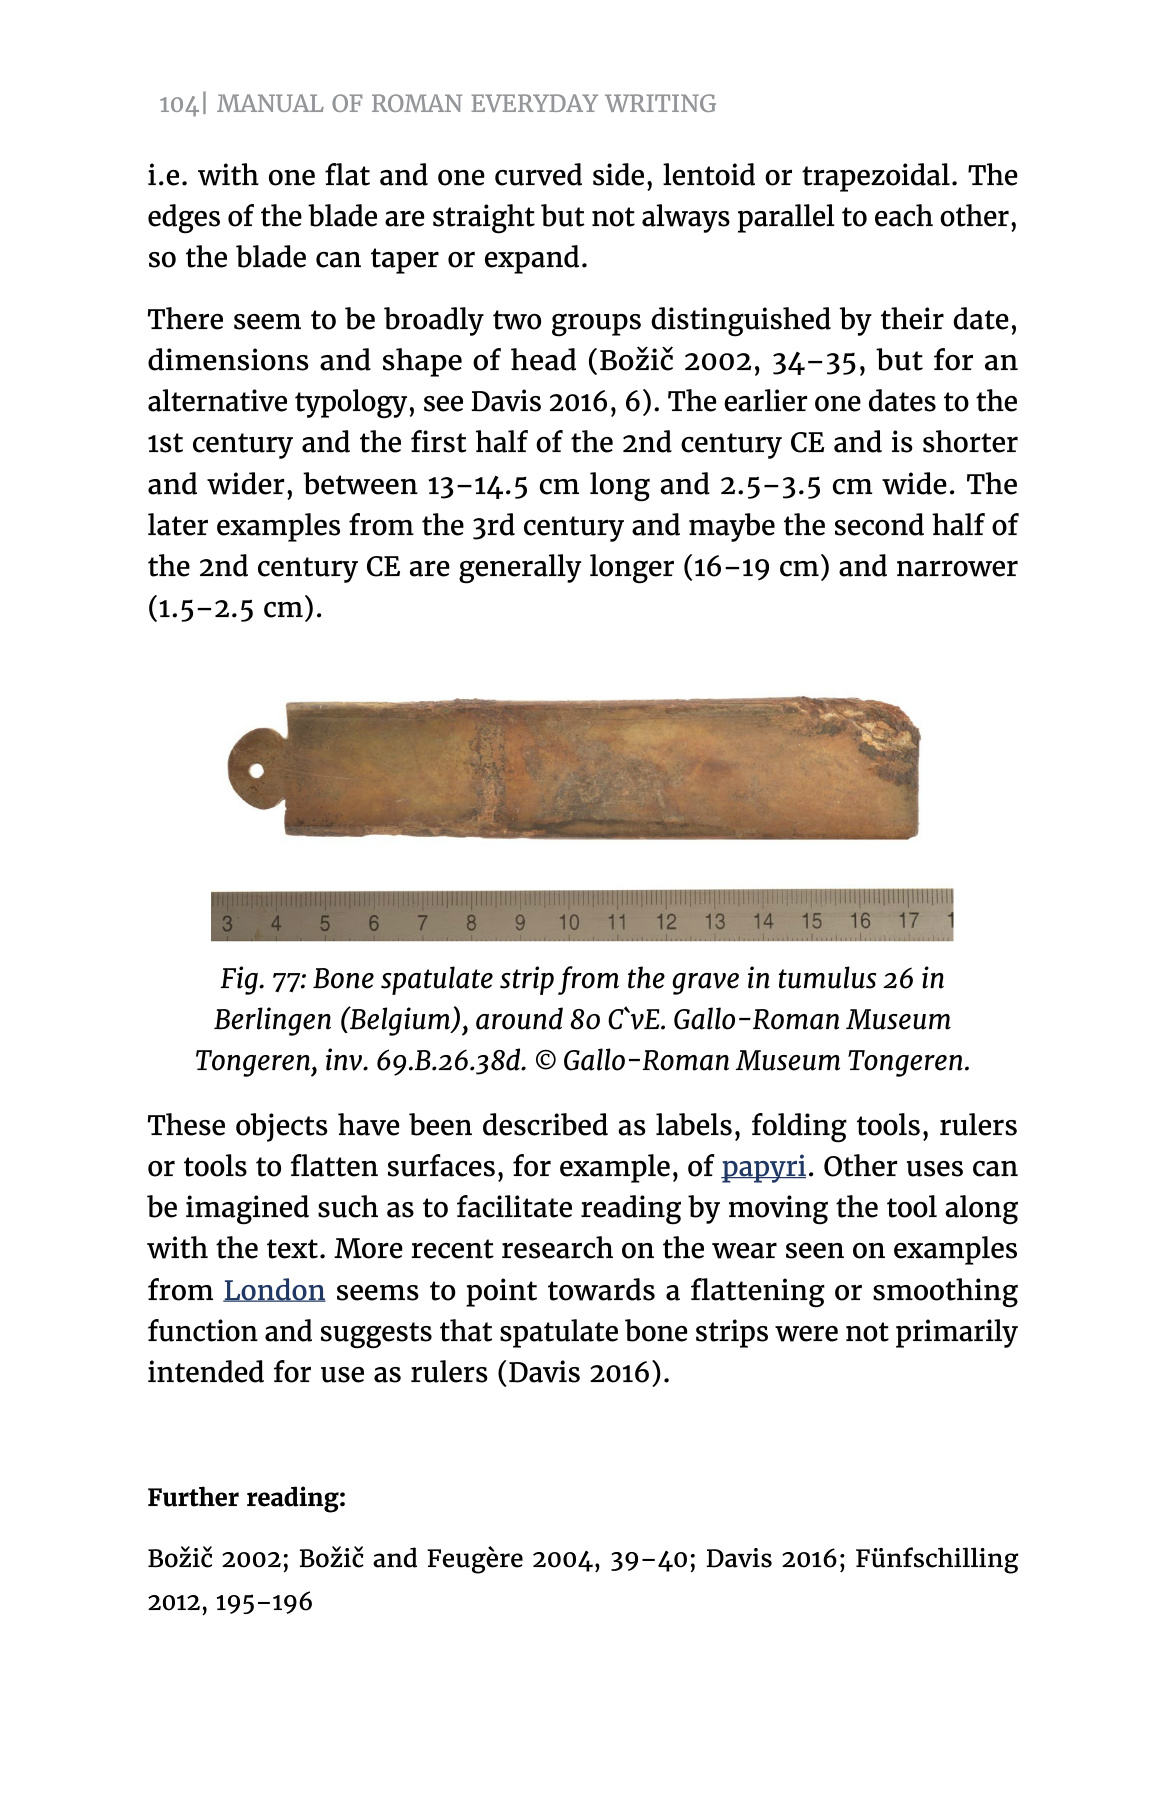 104| MANUAL OF ROMAN EVERYDAY WRITING
i.e. with one flat and one curved side, lentoid or trapezoidal. The
edges of the blade are straight but not always parallel to each other,
so the blade can taper or expand.
There seem to be broadly two groups distinguished by their date,
dimensions and shape of head (Božič 2002, 34–35, but for an
alternative typology, see Davis 2016, 6). The earlier one dates to the
1st century and the first half of the 2nd century CE and is shorter
and wider, between 13–14.5 cm long and 2.5–3.5 cm wide. The
later examples from the 3rd century and maybe the second half of
the 2nd century CE are generally longer (16–19 cm) and narrower
(1.5–2.5 cm).
3 4 5 6 7 8 9 10 11 12 13 14 15 16 17 1
Fig. 77: Bone spatulate strip from the grave in tumulus 26 in
Berlingen (Belgium), around 80 C`vE. Gallo-Roman Museum
Tongeren, inv. 69.B.26.38d. © Gallo-Roman Museum Tongeren.
These objects have been described as labels, folding tools, rulers
or tools to flatten surfaces, for example, of papyri. Other uses can
be imagined such as to facilitate reading by moving the tool along
with the text. More recent research on the wear seen on examples
from London seems to point towards a flattening or smoothing
function and suggests that spatulate bone strips were not primarily
intended for use as rulers (Davis 2016).
Further reading:
Božič 2002; Božič and Feugère 2004, 39–40; Davis 2016; Fünfschilling
2012, 195–196